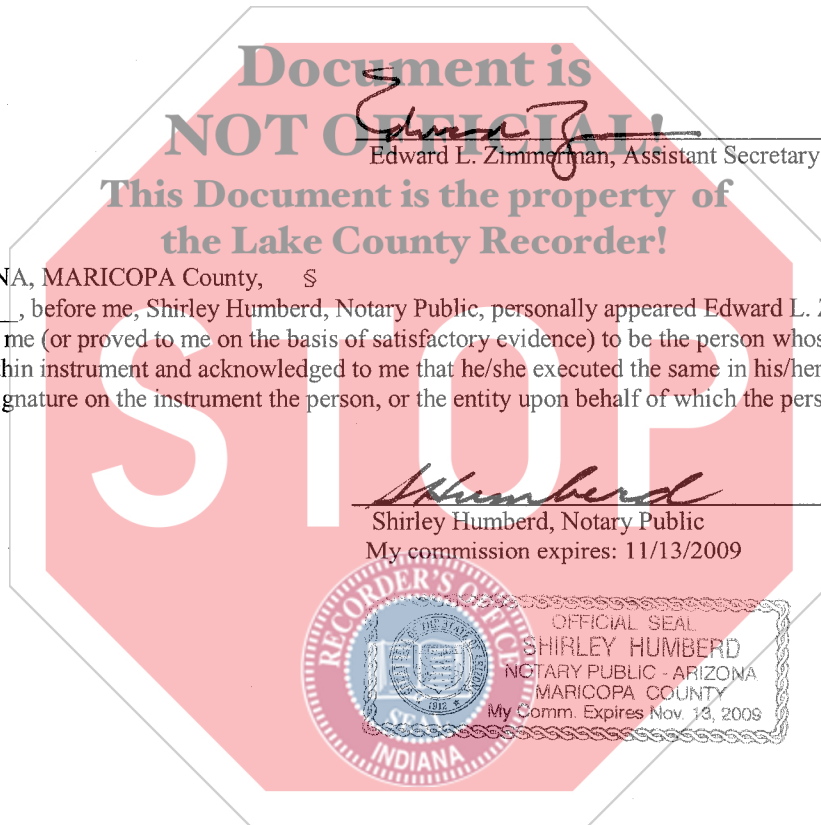 Document is
NOT OFFICIAL!
Edward L. Zimmerman, Assistant Secretary
This Document is the property of
the Lake County Recorder!
NA, MARICOPA County, §
, before me, Shirley Humberd, Notary Public, personally appeared Edward L. Z
me (or proved to me on the basis of satisfactory evidence) to be the person whos
hin instrument and acknowledged to me that he/she executed the same in his/her
gnature on the instrument the person, or the entity upon behalf of which the pers
STOP
SHumberd
Shirley Humberd, Notary Public
My commission expires: 11/13/2009
RECORDER'S OFFICE
SEAL
INDIANA
1912
OFFICIAL SEAL
SHIRLEY HUMBERD
NOTARY PUBLIC - ARIZONA
MARICOPA COUNTY
My Comm. Expires Nov. 13, 2009